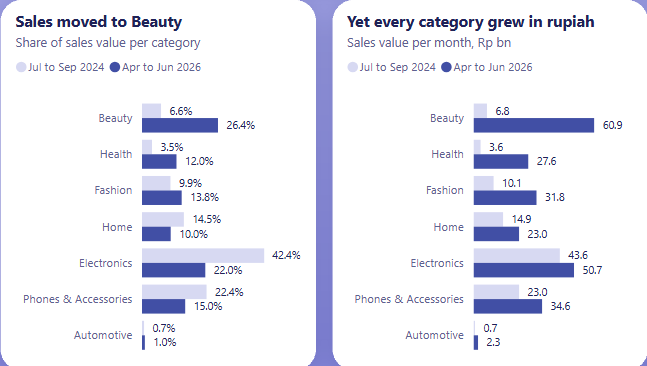 Sales moved to Beauty
Share of sales value per category
Jul to Sep 2024 Apr to Jun 2026
Beauty 6.6% 26.4%
Health 3.5% 12.0%
Fashion 9.9% 13.8%
Home 14.5% 10.0%
Electronics 42.4% 22.0%
Phones & Accessories 22.4% 15.0%
Automotive 0.7% 1.0%
Yet every category grew in rupiah
Sales value per month, Rp bn
Jul to Sep 2024 Apr to Jun 2026
Beauty 6.8 60.9
Health 3.6 27.6
Fashion 10.1 31.8
Home 14.9 23.0
Electronics 43.6 50.7
Phones & Accessories 23.0 34.6
Automotive 0.7 2.3